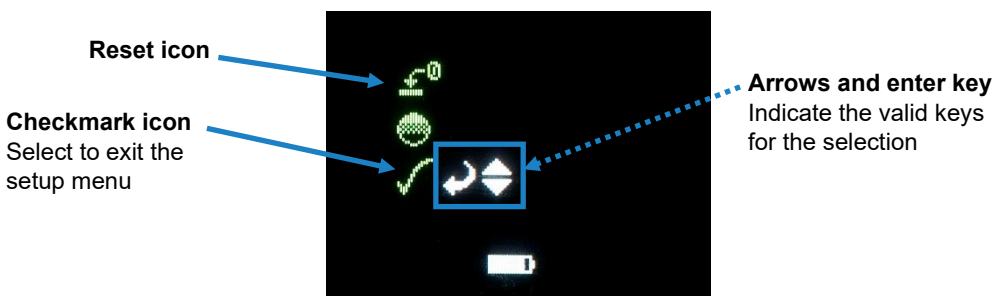 Reset icon
0
Checkmark icon
Select to exit the
setup menu
Arrows and enter key
Indicate the valid keys
for the selection